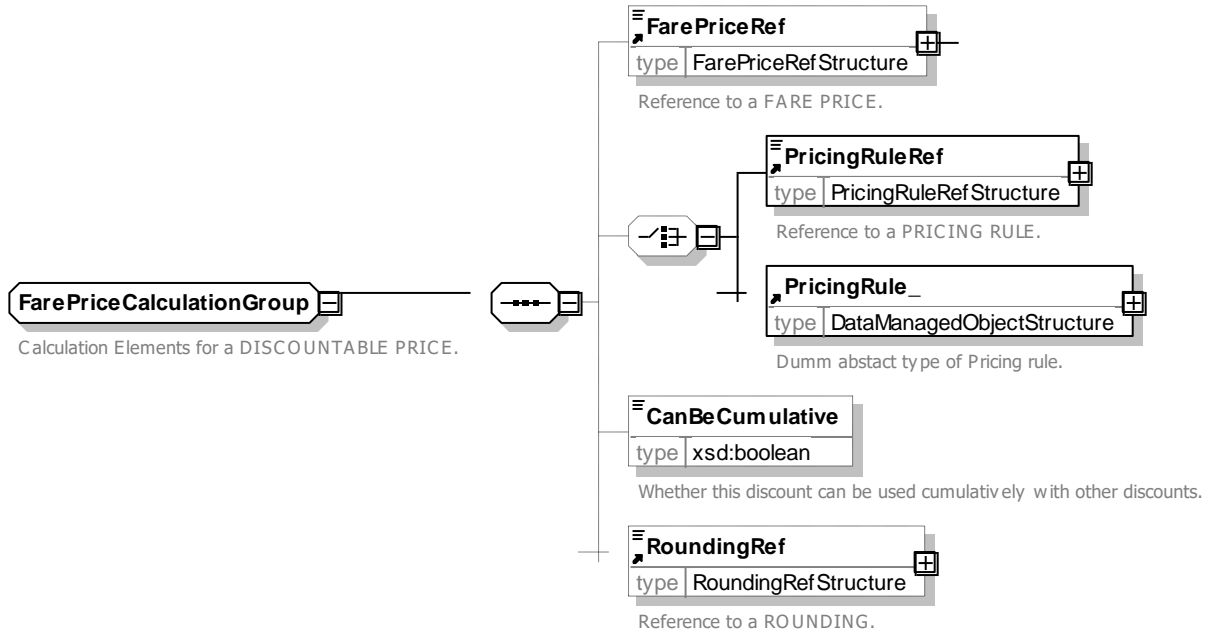 FarePriceRef
type FarePriceRefStructure
Reference to a FARE PRICE.
PricingRuleRef
type PricingRuleRefStructure
Reference to a PRICING RULE.
FarePriceCalculationGroup
Calculation Elements for a DISCOUNTABLE PRICE.
PricingRule_
type DataManagedObjectStructure
Dumm abstact type of Pricing rule.
CanBeCumulative
type xsd:boolean
Whether this discount can be used cumulatively with other discounts.
RoundingRef
type RoundingRefStructure
Reference to a ROUNDING.